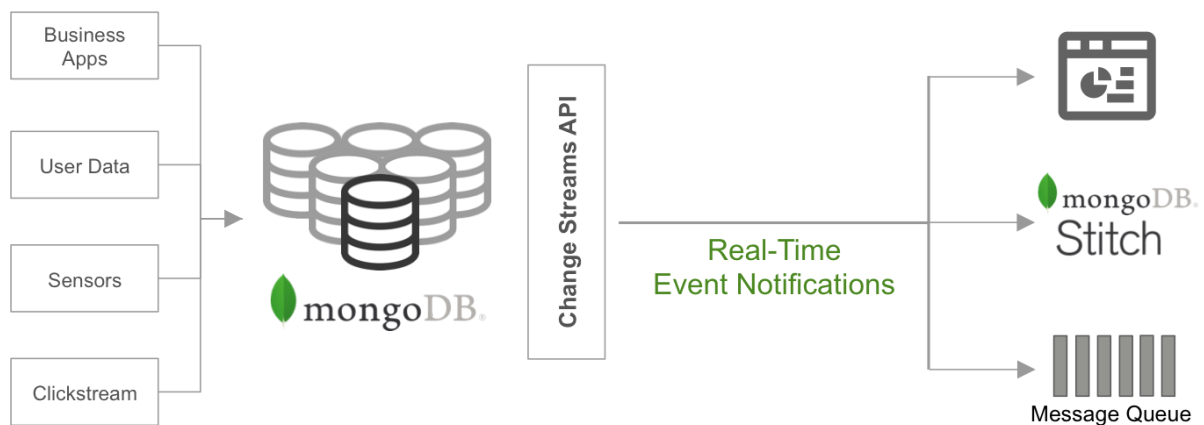 Business
Apps
User Data
Sensors
Clickstream
mongoDB®
Change Streams API
Real-Time
Event Notifications
mongoDB®
Stitch
Message Queue